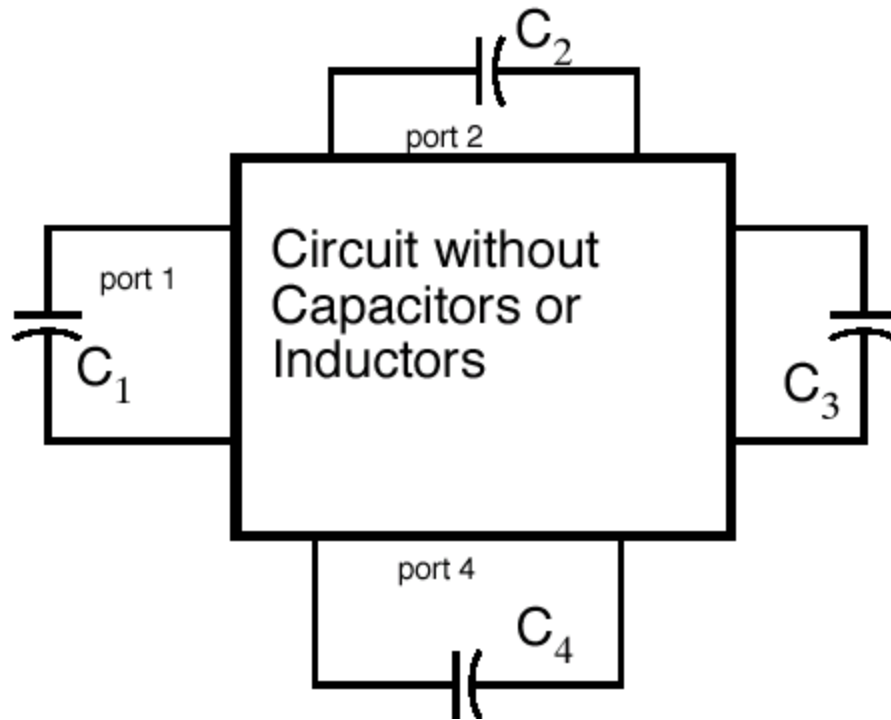 C₂
port 2
port 1
Circuit without
Capacitors or
Inductors
C₁
C₃
port 4
C₄